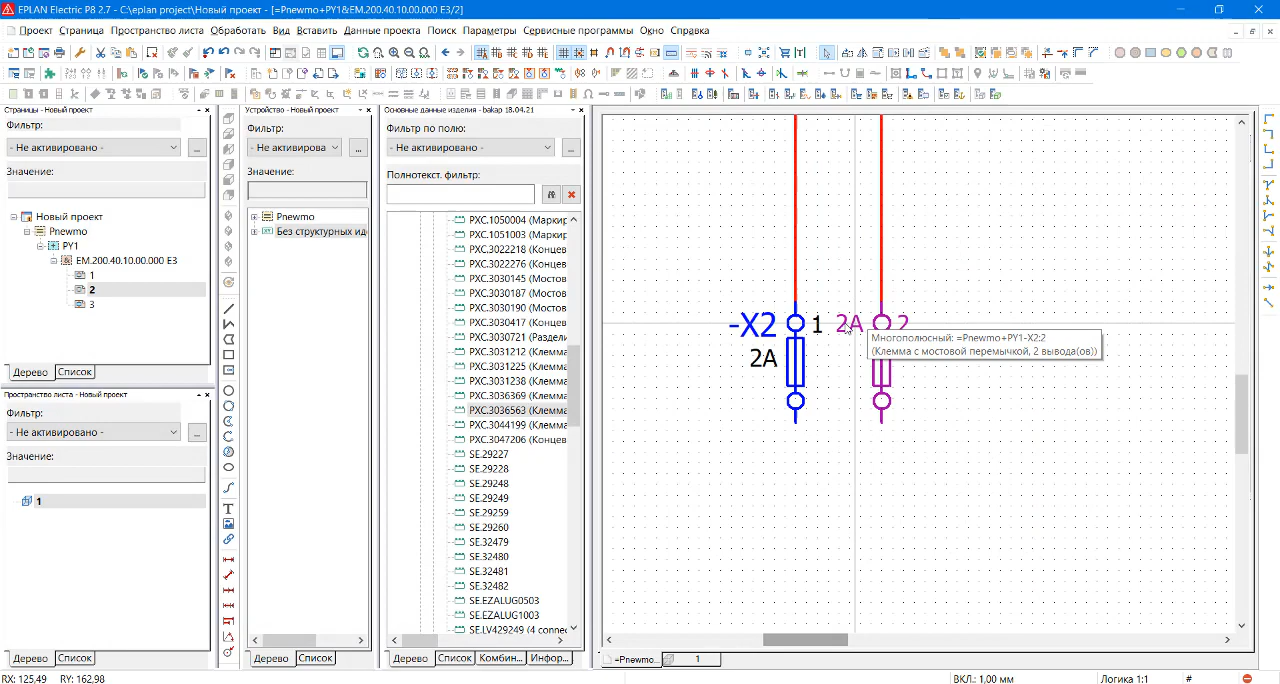 EPLAN Electric P8 2.7 - C:\eplan project\Новый проект - [=Pnewmo+PY1&EM.200.40.10.00.000 E3/2]
Проект Страница Пространство листа Обработать Вид Вставить Данные проекта Поиск Параметры Сервисные программы Окно Справка
Страницы - Новый проект
Фильтр:
- Не активировано -
...
Значение:
Новый проект
Pnewmo
PY1
EM.200.40.10.00.000 E3
1
2
3
Дерево Список
Пространство листа - Новый проект
Фильтр:
- Не активировано -
...
Значение:
1
Дерево Список
Устройство - Новый проект
Фильтр:
- Не активирова
...
Значение:
Pnewmo
Без структурных иде
Дерево Список
Основные данные изделия - bakap 18.04.21
Фильтр по полю:
- Не активировано -
...
Полнотекст. фильтр:
PXC.1050004 (Маркир
PXC.1051003 (Маркир
PXC.3022218 (Концев
PXC.3022276 (Концев
PXC.3030145 (Мостов
PXC.3030187 (Мостов
PXC.3030190 (Мостов
PXC.3030417 (Концев
PXC.3030721 (Раздели
PXC.3031212 (Клемма
PXC.3031225 (Клемма
PXC.3031238 (Клемма
PXC.3036369 (Клемма
PXC.3036563 (Клемма
PXC.3044199 (Клемма
PXC.3047206 (Концев
SE.29227
SE.29228
SE.29248
SE.29249
SE.29259
SE.29260
SE.32479
SE.32480
SE.32481
SE.32482
SE.EZALUG0503
SE.EZALUG1003
SE.LV429249 (4 connec
Дерево Список Комбин... Инфор...
-X2 1 2A 2
2A
Многополюсный: =Pnewmo+PY1-X2:2
(Клемма с мостовой перемычкой, 2 вывода(ов))
=Pnewmo... 1
RX: 125,49 RY: 162,98 ВКЛ.: 1,00 мм Логика 1:1 #